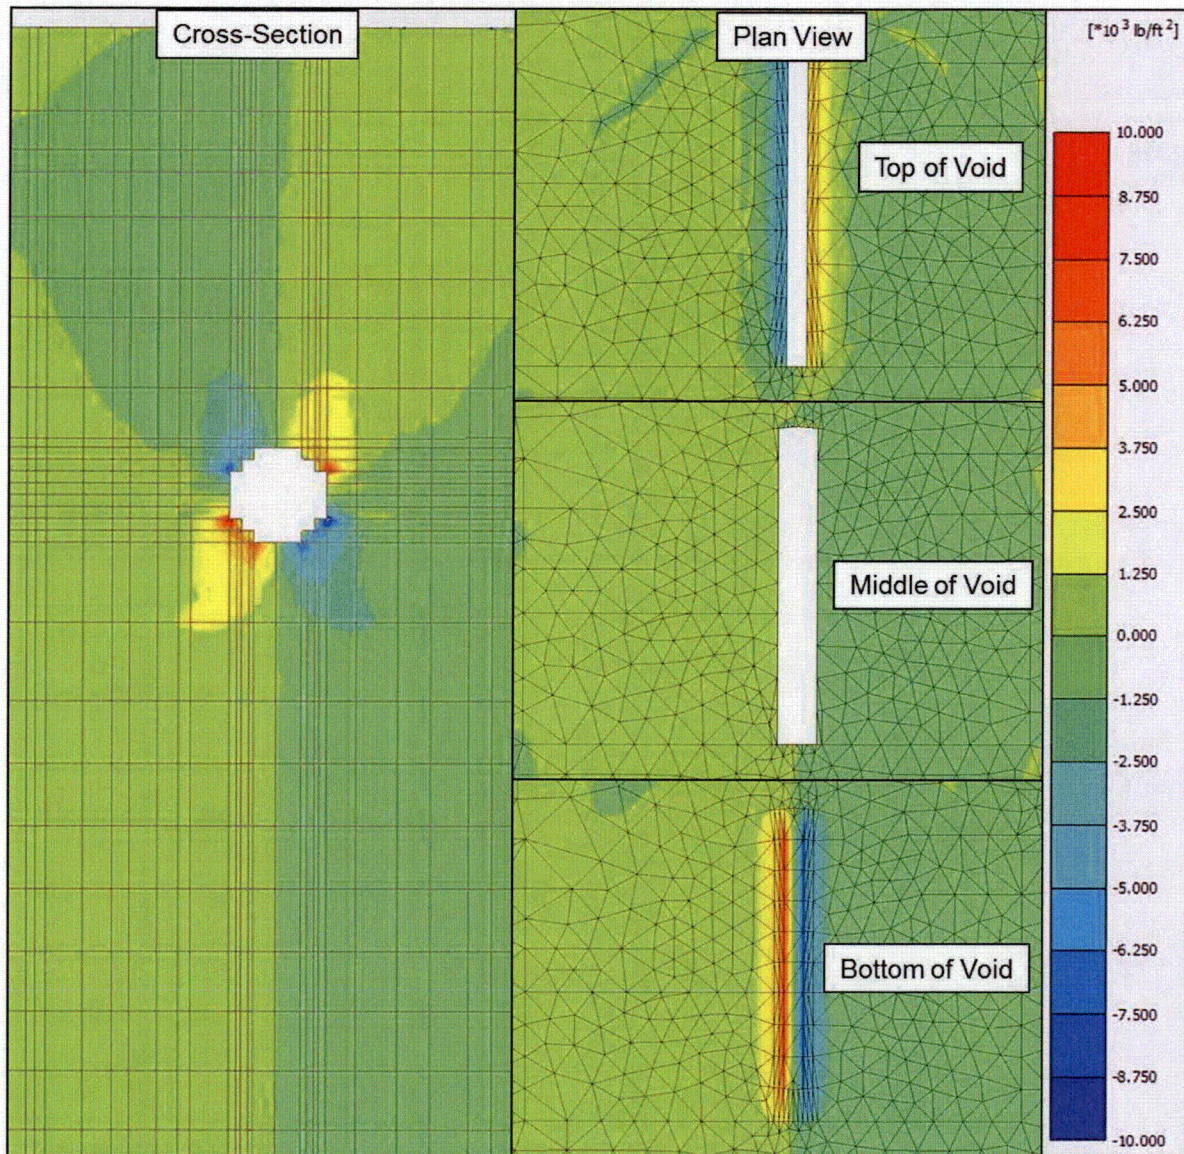 Cross-Section
Plan View
[*10³ lb/ft²]
10.000
Top of Void
8.750
7.500
6.250
5.000
3.750
2.500
1.250
Middle of Void
0.000
-1.250
-2.500
-3.750
-5.000
Bottom of Void
-6.250
-7.500
-8.750
-10.000